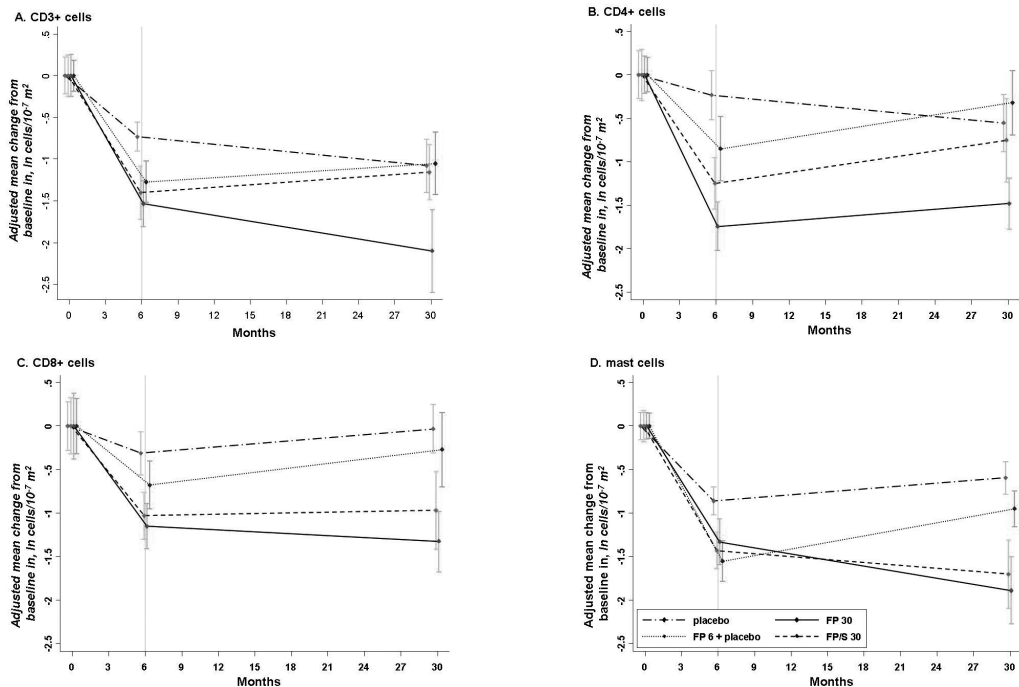 A. CD3+ cells
Adjusted mean change from
baseline in, ln cells/10-7 m2
.5
0
-.5
-1
-1.5
-2
-2.5
0 3 6 9 12 15 18 21 24 27 30
Months
B. CD4+ cells
Adjusted mean change from
baseline in, ln cells/10-7 m2
.5
0
-.5
-1
-1.5
-2
-2.5
0 3 6 9 12 15 18 21 24 27 30
Months
C. CD8+ cells
Adjusted mean change from
baseline in, ln cells/10-7 m2
.5
0
-.5
-1
-1.5
-2
-2.5
0 3 6 9 12 15 18 21 24 27 30
Months
D. mast cells
Adjusted mean change from
baseline in, ln cells/10-7 m2
.5
0
-.5
-1
-1.5
-2
-2.5
placebo FP 30
FP 6 + placebo FP/S 30
0 3 6 9 12 15 18 21 24 27 30
Months